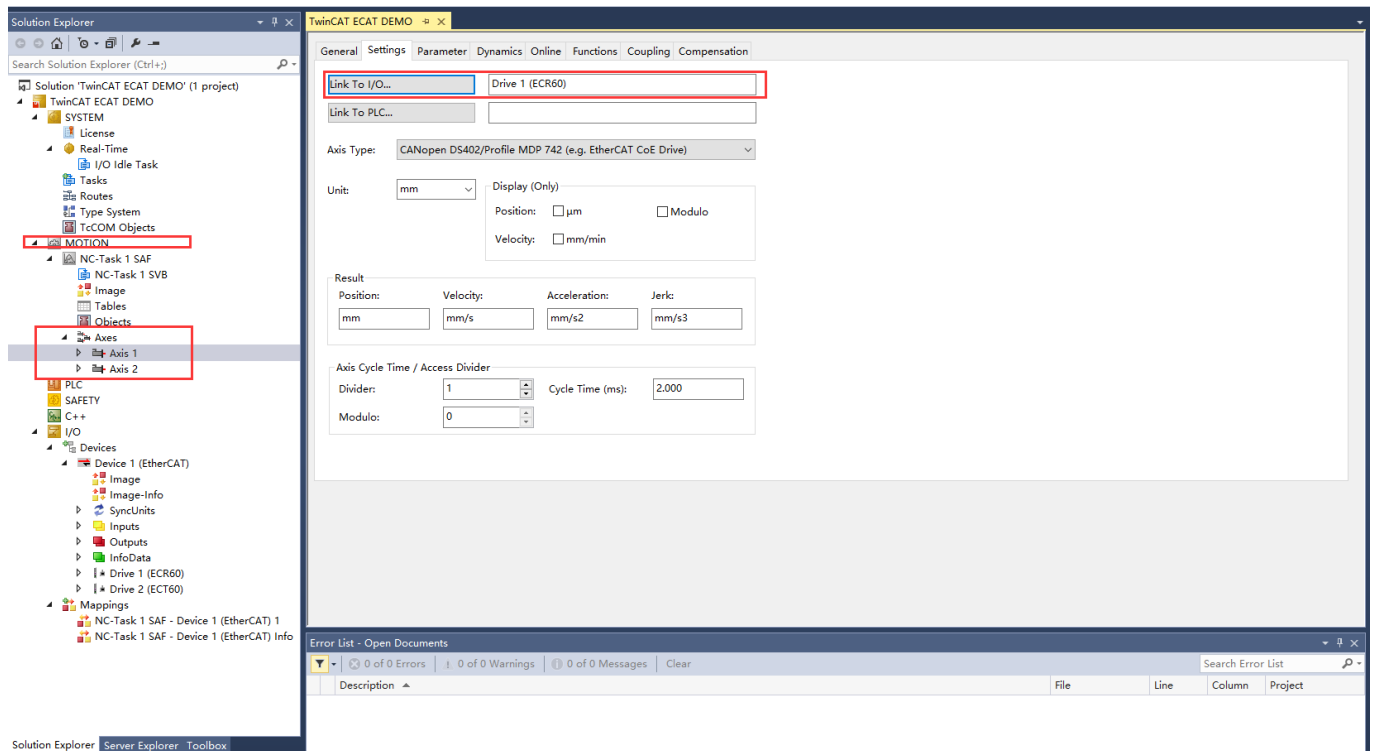 Solution Explorer
Search Solution Explorer (Ctrl+;)
Solution 'TwinCAT ECAT DEMO' (1 project)
TwinCAT ECAT DEMO
SYSTEM
License
Real-Time
I/O Idle Task
Tasks
Routes
Type System
TcCOM Objects
MOTION
NC-Task 1 SAF
NC-Task 1 SVB
Image
Tables
Objects
Axes
Axis 1
Axis 2
PLC
SAFETY
C++
I/O
Devices
Device 1 (EtherCAT)
Image
Image-Info
SyncUnits
Inputs
Outputs
InfoData
Drive 1 (ECR60)
Drive 2 (ECT60)
Mappings
NC-Task 1 SAF - Device 1 (EtherCAT) 1
NC-Task 1 SAF - Device 1 (EtherCAT) Info
Solution Explorer Server Explorer Toolbox
TwinCAT ECAT DEMO
General Settings Parameter Dynamics Online Functions Coupling Compensation
Link To I/O... Drive 1 (ECR60)
Link To PLC...
Axis Type: CANopen DS402/Profile MDP 742 (e.g. EtherCAT CoE Drive)
Unit: mm Display (Only)
Position: µm Modulo
Velocity: mm/min
Result
Position: Velocity: Acceleration: Jerk:
mm mm/s mm/s2 mm/s3
Axis Cycle Time / Access Divider
Divider: 1 Cycle Time (ms): 2.000
Modulo: 0
Error List - Open Documents
0 of 0 Errors 0 of 0 Warnings 0 of 0 Messages Clear Search Error List
Description File Line Column Project